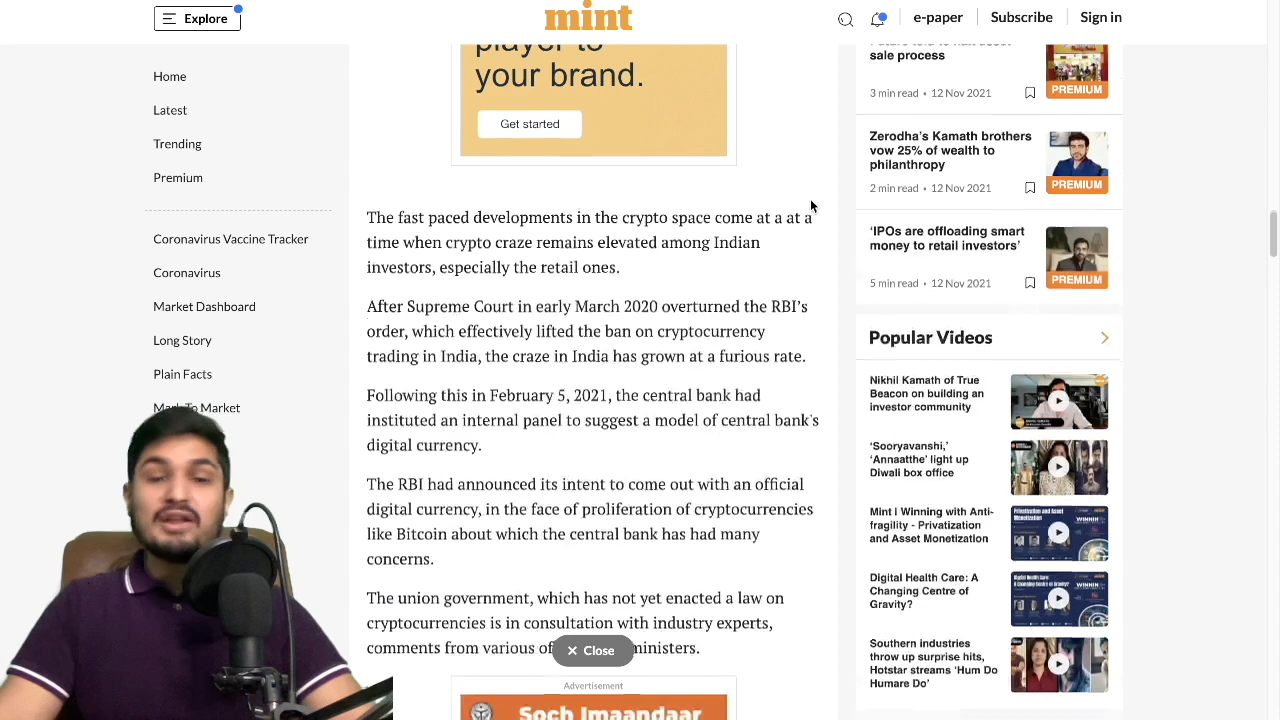 Explore
mint
e-paper
Subscribe
Sign in
Home
Latest
Trending
Premium
Coronavirus Vaccine Tracker
Coronavirus
Market Dashboard
Long Story
Plain Facts
Mark To Market
player to
your brand.
Get started
The fast paced developments in the crypto space come at a at a
time when crypto craze remains elevated among Indian
investors, especially the retail ones.
After Supreme Court in early March 2020 overturned the RBI's
order, which effectively lifted the ban on cryptocurrency
trading in India, the craze in India has grown at a furious rate.
Following this in February 5, 2021, the central bank had
instituted an internal panel to suggest a model of central bank's
digital currency.
The RBI had announced its intent to come out with an official
digital currency, in the face of proliferation of cryptocurrencies
like Bitcoin about which the central bank has had many
concerns.
The union government, which has not yet enacted a law on
cryptocurrencies is in consultation with industry experts,
comments from various of ministers.
Close
Advertisement
Soch Imaandaar
sale process
3 min read • 12 Nov 2021
PREMIUM
Zerodha's Kamath brothers
vow 25% of wealth to
philanthropy
2 min read • 12 Nov 2021
PREMIUM
'IPOs are offloading smart
money to retail investors'
5 min read • 12 Nov 2021
PREMIUM
Popular Videos
Nikhil Kamath of True
Beacon on building an
investor community
'Sooryavanshi,'
'Annaatthe' light up
Diwali box office
Mint I Winning with Anti-
fragility - Privatization
and Asset Monetization
Digital Health Care: A
Changing Centre of
Gravity?
Southern industries
throw up surprise hits,
Hotstar streams 'Hum Do
Humare Do'